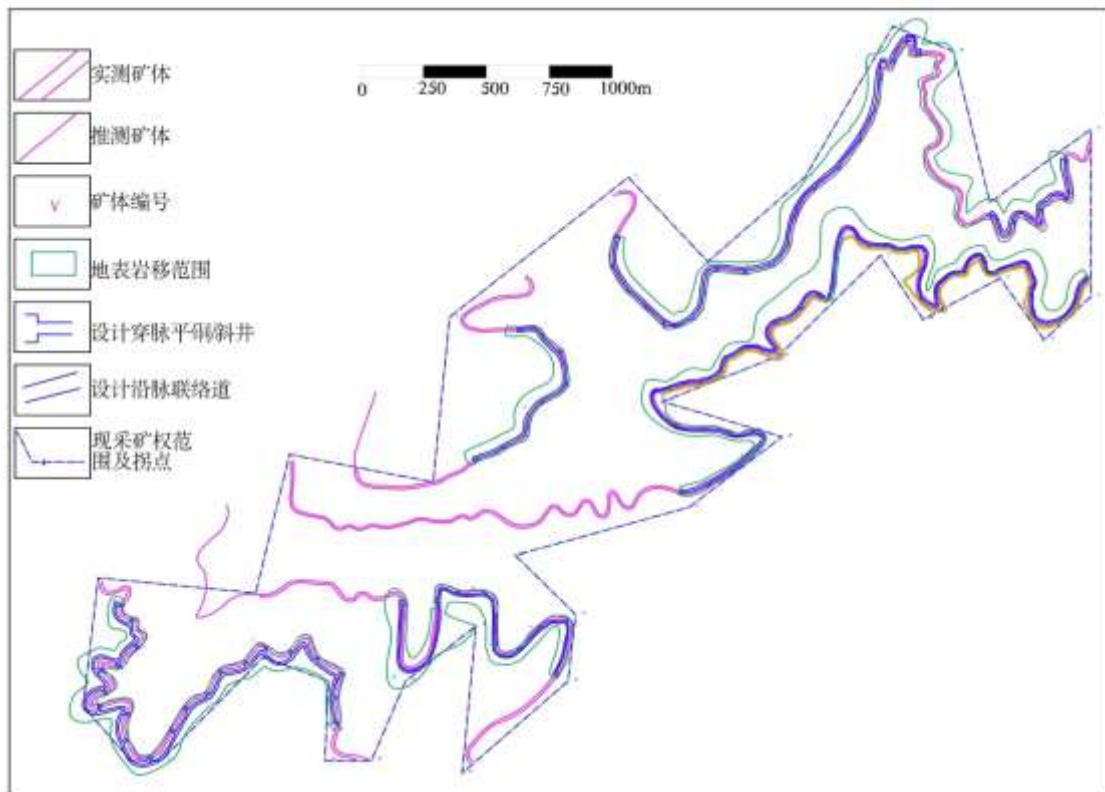 实测矿体
0 250 500 750 1000m
推测矿体
V
矿体编号
地表岩移范围
设计穿脉平硐/斜井
设计沿脉联络道
现采矿权范
围及拐点